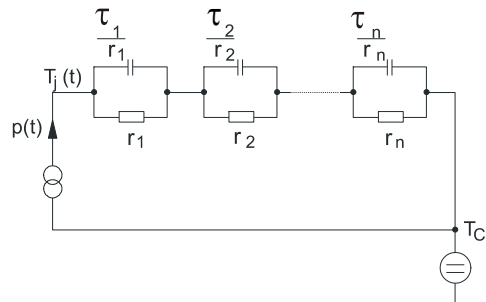 τ1/r1 τ2/r2 τn/rn
Tj(t)
r1 r2 rn
p(t)
TC